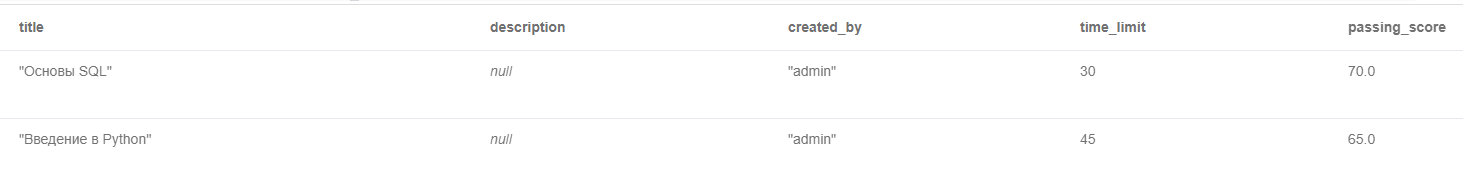 title description created_by time_limit passing_score
"Основы SQL" null "admin" 30 70.0
"Введение в Python" null "admin" 45 65.0